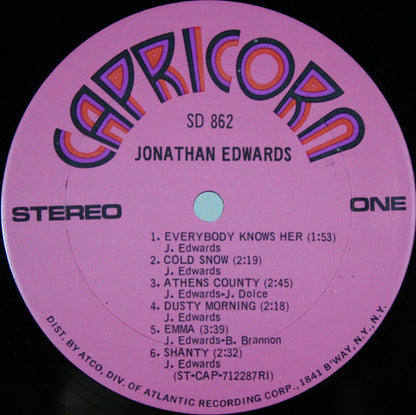 CAPRICORN
SD 862
JONATHAN EDWARDS
STEREO
ONE
1. EVERYBODY KNOWS HER (1:53)
J. Edwards
2. COLD SNOW (2:19)
J. Edwards
3. ATHENS COUNTY (2:45)
J. Edwards-J. Dolce
4. DUSTY MORNING (2:18)
J. Edwards
5. EMMA (3:39)
J. Edwards-B. Brannon
6. SHANTY (2:32)
J. Edwards
(ST-CAP-712287RI)
DIST. BY ATCO, DIV. OF ATLANTIC RECORDING CORP., 1841 B'WAY, N.Y., N.Y.